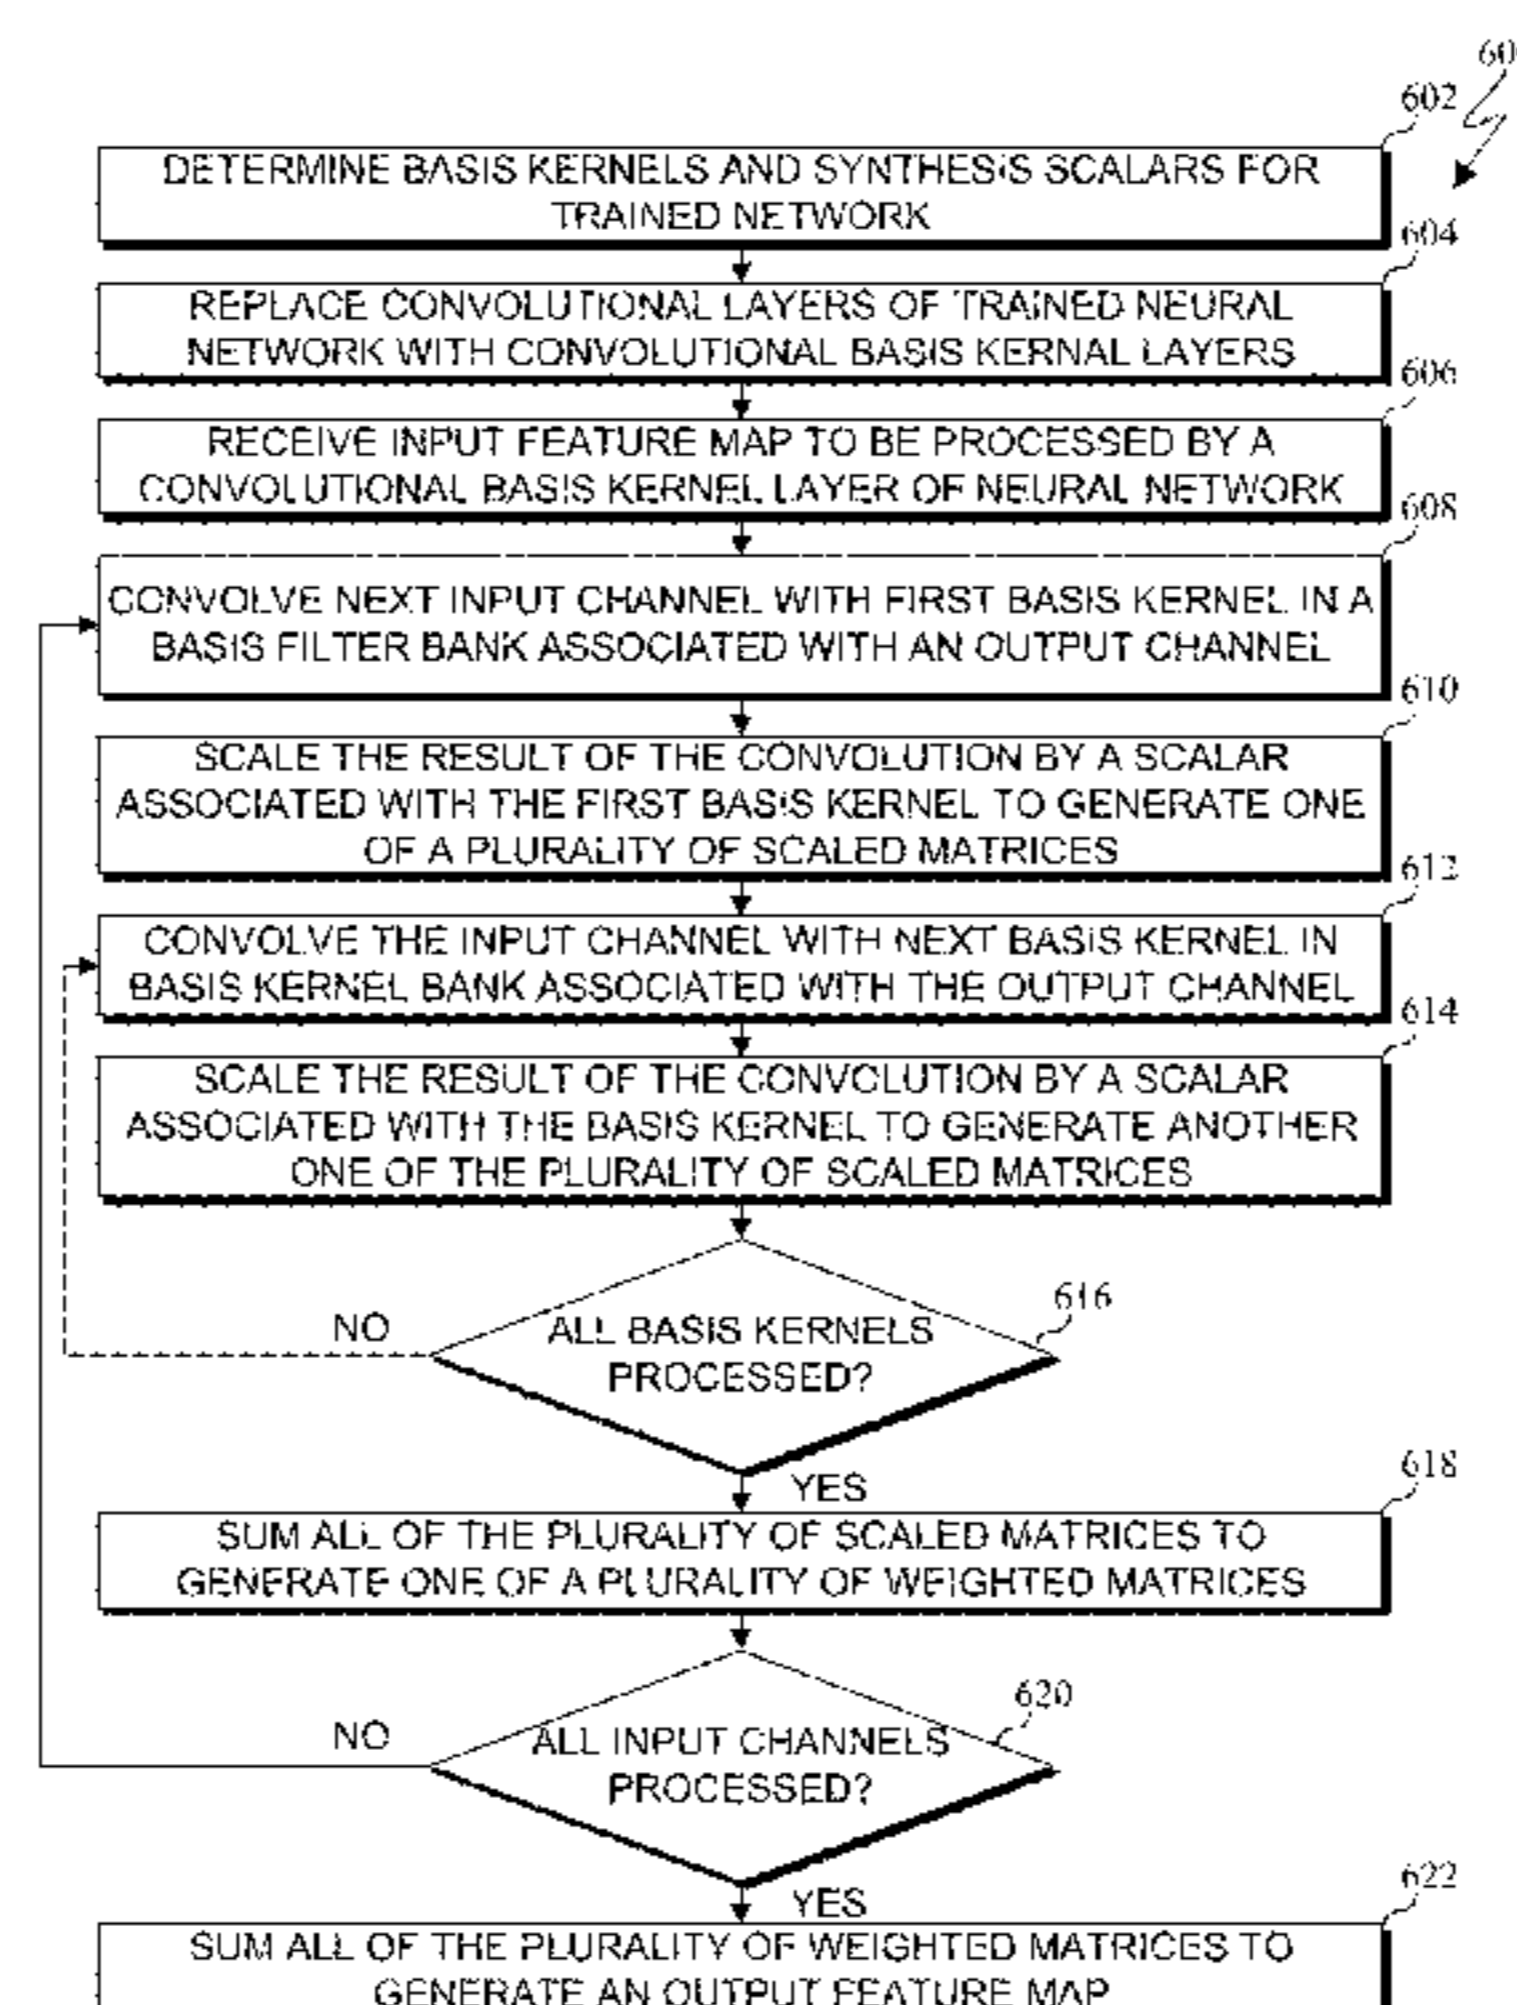 60
602
DETERMINE BASIS KERNELS AND SYNTHESIS SCALARS FOR
TRAINED NETWORK
604
REPLACE CONVOLUTIONAL LAYERS OF TRAINED NEURAL
NETWORK WITH CONVOLUTIONAL BASIS KERNAL LAYERS
606
RECEIVE INPUT FEATURE MAP TO BE PROCESSED BY A
CONVOLUTIONAL BASIS KERNEL LAYER OF NEURAL NETWORK
608
CONVOLVE NEXT INPUT CHANNEL WITH FIRST BASIS KERNEL IN A
BASIS FILTER BANK ASSOCIATED WITH AN OUTPUT CHANNEL
610
SCALE THE RESULT OF THE CONVOLUTION BY A SCALAR
ASSOCIATED WITH THE FIRST BASIS KERNEL TO GENERATE ONE
OF A PLURALITY OF SCALED MATRICES
612
CONVOLVE THE INPUT CHANNEL WITH NEXT BASIS KERNEL IN
BASIS KERNEL BANK ASSOCIATED WITH THE OUTPUT CHANNEL
614
SCALE THE RESULT OF THE CONVOLUTION BY A SCALAR
ASSOCIATED WITH THE BASIS KERNEL TO GENERATE ANOTHER
ONE OF THE PLURALITY OF SCALED MATRICES
616
NO
ALL BASIS KERNELS
PROCESSED?
YES
618
SUM ALL OF THE PLURALITY OF SCALED MATRICES TO
GENERATE ONE OF A PLURALITY OF WEIGHTED MATRICES
620
NO
ALL INPUT CHANNELS
PROCESSED?
YES
622
SUM ALL OF THE PLURALITY OF WEIGHTED MATRICES TO
GENERATE AN OUTPUT FEATURE MAP